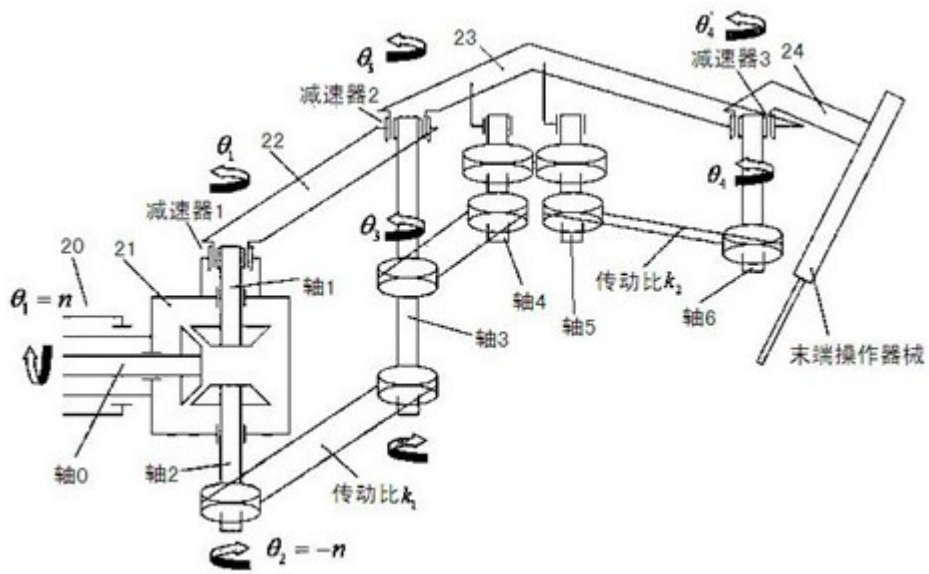 θ₄'
θ₅
23
减速器3
24
减速器2
θ₁
22
减速器1
θ₃
θ₄
20
21
θ₁ = n
轴1
轴4
轴5
传动比k₂
轴6
轴3
末端操作器械
轴0
轴2
传动比k₁
θ₂ = -n